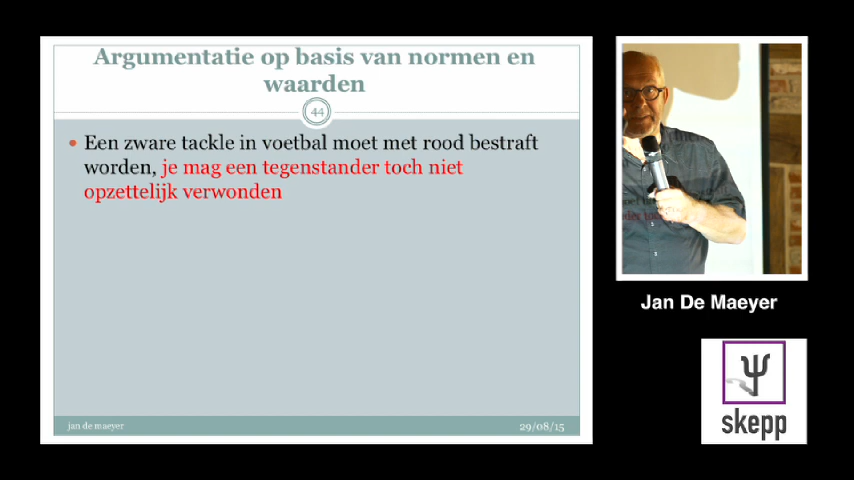 Argumentatie op basis van normen en
waarden
44
Een zware tackle in voetbal moet met rood bestraft
worden, je mag een tegenstander toch niet
opzettelijk verwonden
jan de maeyer
29/08/15
Jan De Maeyer
skepp